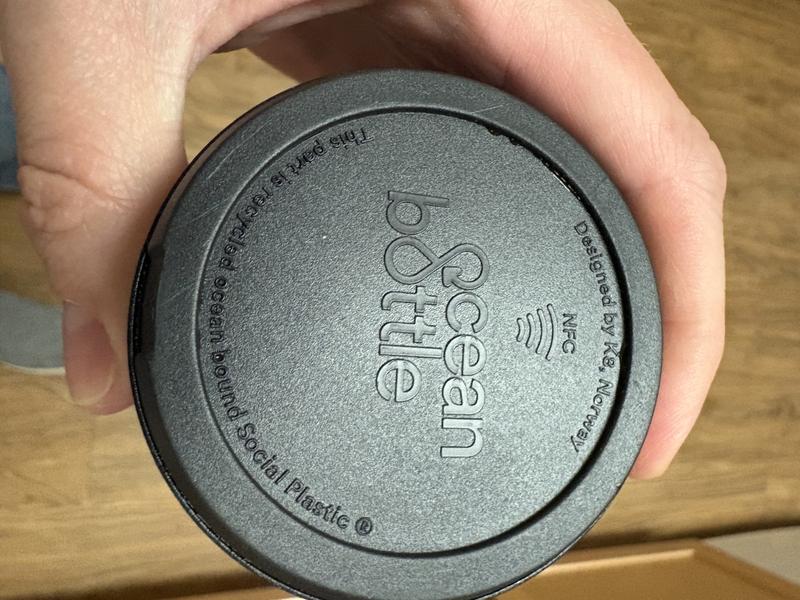 Designed by K8, Norway
NFC
ocean
bottle
This part is recycled ocean bound Social Plastic ®